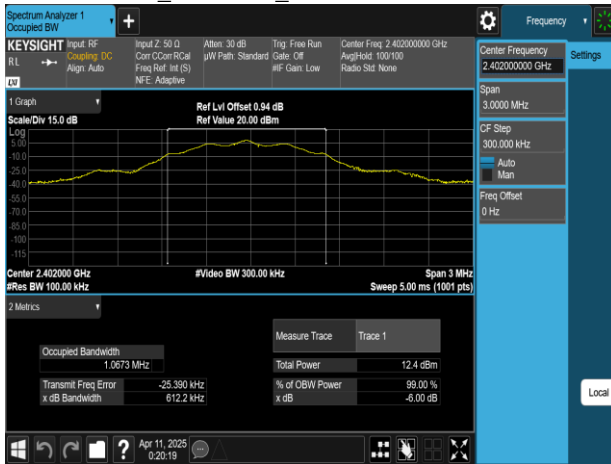 Spectrum Analyzer 1
Occupied BW
Frequency
KEYSIGHT
RL
Input: RF
Coupling: DC
Align: Auto
Input Z: 50 Ω
Corr CCorr RCal
Freq Ref: Int (S)
NFE: Adaptive
Atten: 30 dB
µW Path: Standard
Trig: Free Run
Gate: Off
#IF Gain: Low
Center Freq: 2.402000000 GHz
Avg|Hold: 100/100
Radio Std: None
Center Frequency
2.402000000 GHz
Settings
Span
3.0000 MHz
CF Step
300.000 kHz
Auto
Man
Freq Offset
0 Hz
1 Graph
Scale/Div 15.0 dB
Ref Lvl Offset 0.94 dB
Ref Value 20.00 dBm
Log
5.00
-10.0
-25.0
-40.0
-55.0
-70.0
-85.0
-100
-115
Center 2.402000 GHz
#Video BW 300.00 kHz
Span 3 MHz
#Res BW 100.00 kHz
Sweep 5.00 ms (1001 pts)
2 Metrics
Measure Trace
Trace 1
Occupied Bandwidth
1.0673 MHz
Total Power
12.4 dBm
Transmit Freq Error
-25.390 kHz
% of OBW Power
99.00 %
x dB Bandwidth
612.2 kHz
x dB
-6.00 dB
Local
Apr 11, 2025
0:20:19